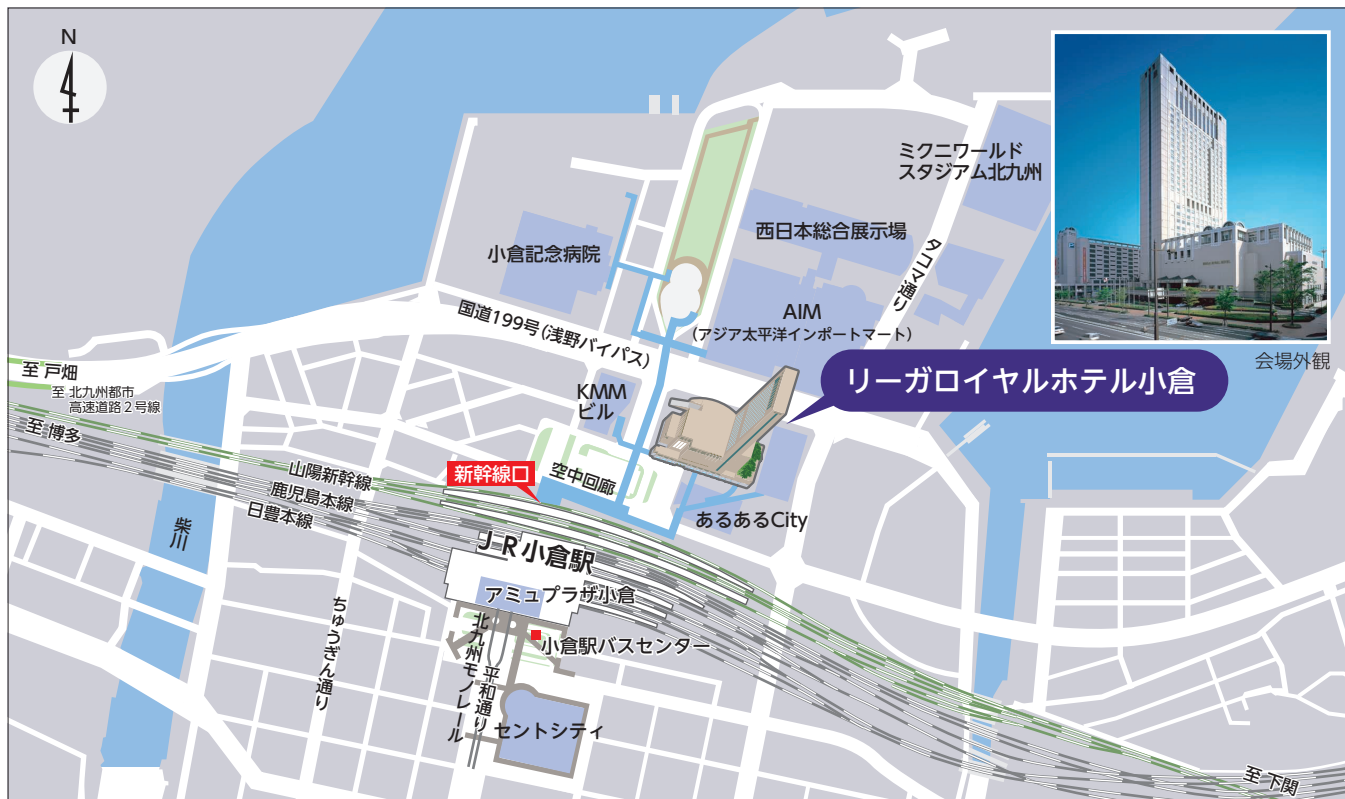 N
ミクニワールド
スタジアム北九州
西日本総合展示場
小倉記念病院
タコマ通り
AIM
(アジア太平洋インポートマート)
国道199号(浅野バイパス)
会場外観
至 戸畑
至 北九州都市
高速道路2号線
リーガロイヤルホテル小倉
KMM
ビル
至 博多
山陽新幹線
新幹線口
空中回廊
鹿児島本線
日豊本線
あるあるCity
柴川
JR小倉駅
アミュプラザ小倉
ちゅうぎん通り
北九州モノレール
平和通り
小倉駅バスセンター
セントシティ
至 下関